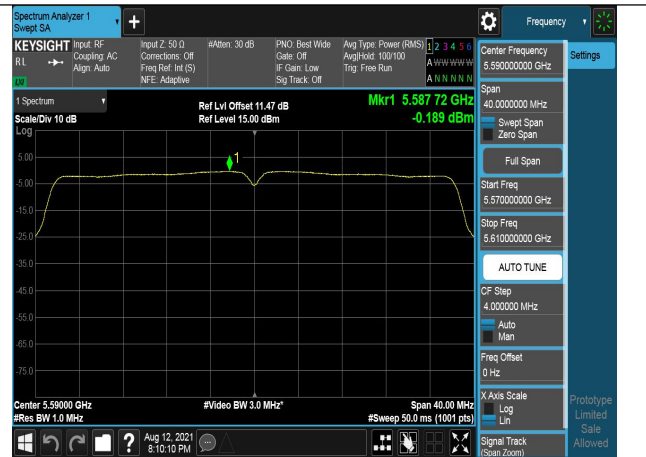 Spectrum Analyzer 1
Swept SA
+
Frequency
KEYSIGHT
RL
LNI
Input: RF
Coupling: AC
Align: Auto
Input Z: 50 Ω
Corrections: Off
Freq Ref: Int (S)
NFE: Adaptive
#Atten: 30 dB
PNO: Best Wide
Gate: Off
IF Gain: Low
Sig Track: Off
Avg Type: Power (RMS)
Avg|Hold: 100/100
Trig: Free Run
1 2 3 4 5 6
A W W W W W
A N N N N N
1 Spectrum
Scale/Div 10 dB
Log
Ref Lvl Offset 11.47 dB
Ref Level 15.00 dBm
Mkr1 5.587 72 GHz
-0.189 dBm
1
5.00
-5.00
-15.0
-25.0
-35.0
-45.0
-55.0
-65.0
-75.0
Center 5.59000 GHz
#Res BW 1.0 MHz
#Video BW 3.0 MHz*
Span 40.00 MHz
#Sweep 50.0 ms (1001 pts)
Aug 12, 2021
8:10:10 PM
?
Center Frequency
5.590000000 GHz
Span
40.0000000 MHz
Swept Span
Zero Span
Full Span
Start Freq
5.570000000 GHz
Stop Freq
5.610000000 GHz
AUTO TUNE
CF Step
4.000000 MHz
Auto
Man
Freq Offset
0 Hz
X Axis Scale
Log
Lin
Signal Track
(Span Zoom)
Settings
Prototype
Limited
Sale
Allowed